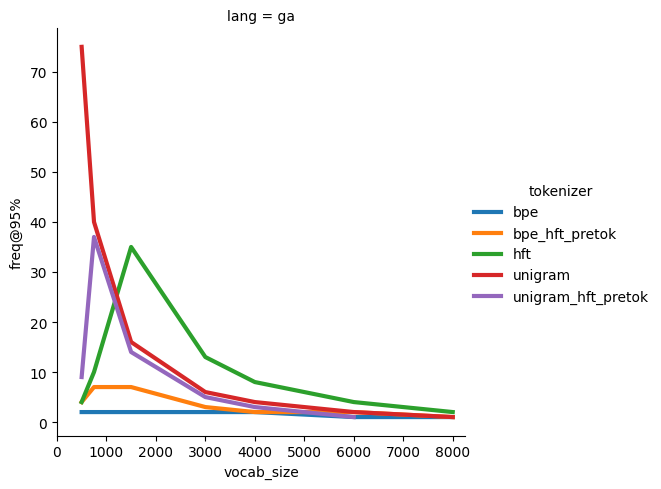 lang = ga
freq@95%
70
60
50
40
30
20
10
0
0 1000 2000 3000 4000 5000 6000 7000 8000
vocab_size
tokenizer
bpe
bpe_hft_pretok
hft
unigram
unigram_hft_pretok